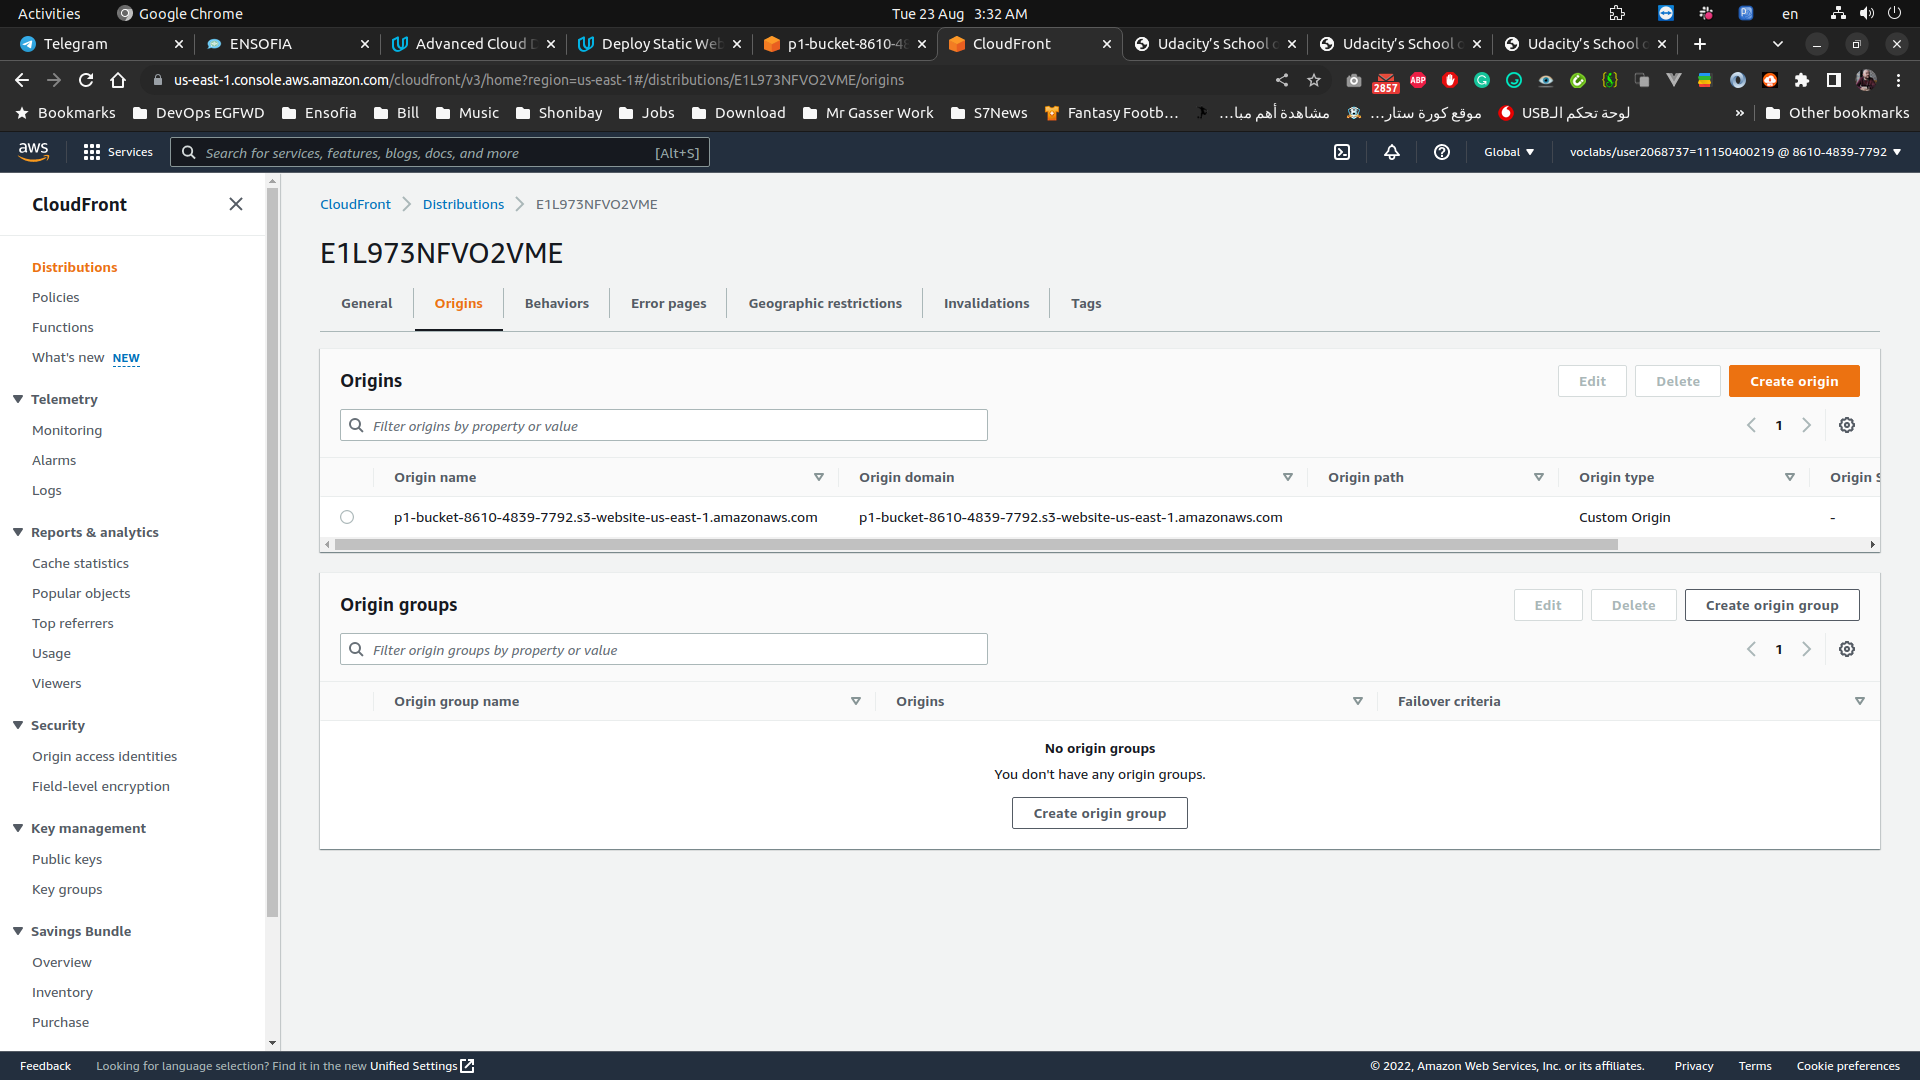 Activities
Google Chrome
Tue 23 Aug 3:32 AM
en
Telegram
ENSOFIA
Advanced Cloud D
Deploy Static Web
p1-bucket-8610-48
CloudFront
Udacity's School o
Udacity's School o
Udacity's School o
us-east-1.console.aws.amazon.com/cloudfront/v3/home?region=us-east-1#/distributions/E1L973NFVO2VME/origins
2857
ABP
Bookmarks
DevOps EGFWD
Ensofia
Bill
Music
Shonibay
Jobs
Download
Mr Gasser Work
S7News
Fantasy Footb...
مشاهدة أهم مبا...
موقع كورة ستار...
لوحة تحكم الـUSB
»
Other bookmarks
aws
Services
Search for services, features, blogs, docs, and more
[Alt+S]
Global
voclabs/user2068737=11150400219 @ 8610-4839-7792
CloudFront
Distributions
Policies
Functions
What's new NEW
Telemetry
Monitoring
Alarms
Logs
Reports & analytics
Cache statistics
Popular objects
Top referrers
Usage
Viewers
Security
Origin access identities
Field-level encryption
Key management
Public keys
Key groups
Savings Bundle
Overview
Inventory
Purchase
CloudFront
Distributions
E1L973NFVO2VME
E1L973NFVO2VME
General
Origins
Behaviors
Error pages
Geographic restrictions
Invalidations
Tags
Origins
Edit
Delete
Create origin
Filter origins by property or value
1
Origin name
Origin domain
Origin path
Origin type
Origin S
p1-bucket-8610-4839-7792.s3-website-us-east-1.amazonaws.com
p1-bucket-8610-4839-7792.s3-website-us-east-1.amazonaws.com
Custom Origin
-
Origin groups
Edit
Delete
Create origin group
Filter origin groups by property or value
1
Origin group name
Origins
Failover criteria
No origin groups
You don't have any origin groups.
Create origin group
Feedback
Looking for language selection? Find it in the new Unified Settings
© 2022, Amazon Web Services, Inc. or its affiliates.
Privacy
Terms
Cookie preferences